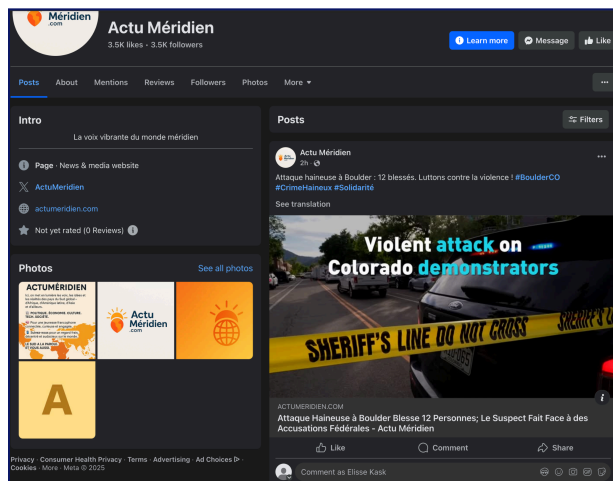 Méridien
.com
Actu Méridien
3.5K likes · 3.5K followers
Learn more
Message
Like
Posts
About
Mentions
Reviews
Followers
Photos
More
Intro
La voix vibrante du monde méridien
Page · News & media website
ActuMeridien
actumeridien.com
Not yet rated (0 Reviews)
Photos
See all photos
ACTUMÉRIDIEN
Actu
Méridien
.com
A
Privacy · Consumer Health Privacy · Terms · Advertising · Ad Choices ·
Cookies · More · Meta © 2025
Posts
Filters
Actu Méridien
2h ·
Attaque haineuse à Boulder : 12 blessés. Luttons contre la violence ! #BoulderCO
#CrimeHaineux #Solidarité
See translation
Violent attack on
Colorado demonstrators
SHERIFF'S LINE DO NOT CROSS
SHERIFF'S
ACTUMERIDIEN.COM
Attaque Haineuse à Boulder Blesse 12 Personnes; Le Suspect Fait Face à des
Accusations Fédérales - Actu Méridien
Like
Comment
Share
Comment as Elisse Kask